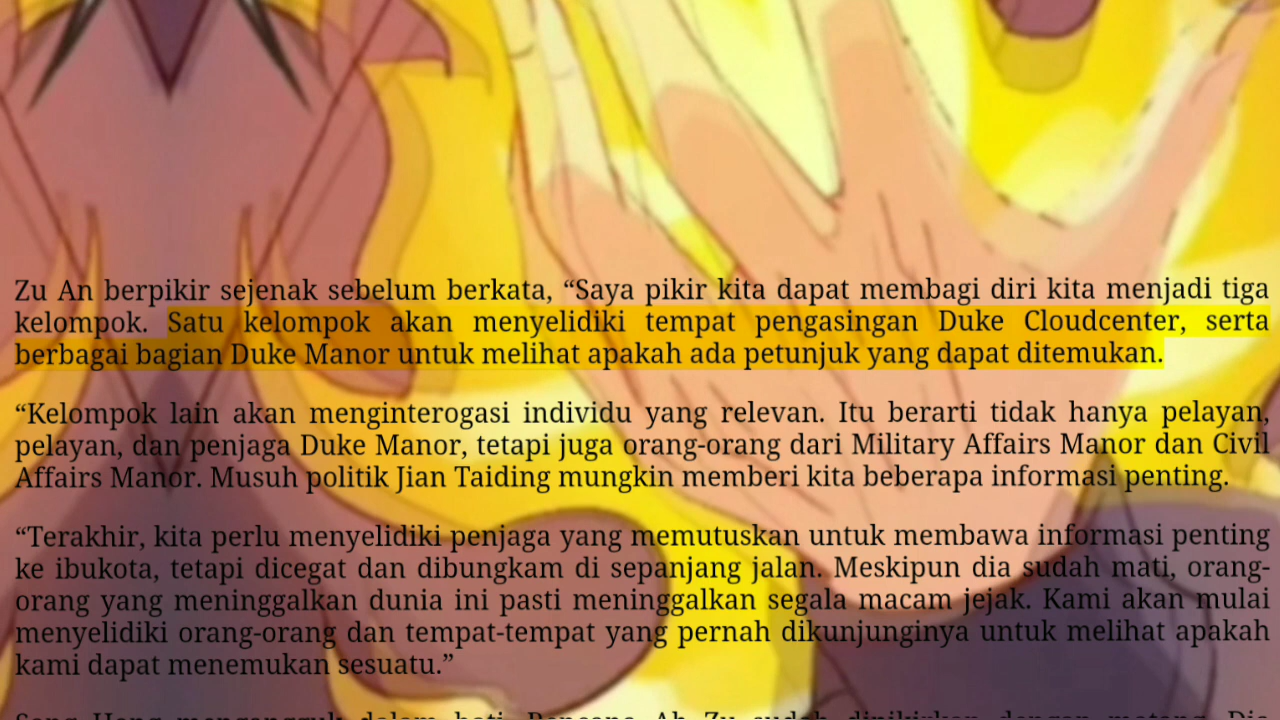 Zu An berpikir sejenak sebelum berkata, “Saya pikir kita dapat membagi diri kita menjadi tiga
kelompok. Satu kelompok akan menyelidiki tempat pengasingan Duke Cloudcenter, serta
berbagai bagian Duke Manor untuk melihat apakah ada petunjuk yang dapat ditemukan.
“Kelompok lain akan menginterogasi individu yang relevan. Itu berarti tidak hanya pelayan,
pelayan, dan penjaga Duke Manor, tetapi juga orang-orang dari Military Affairs Manor dan Civil
Affairs Manor. Musuh politik Jian Taiding mungkin memberi kita beberapa informasi penting.
“Terakhir, kita perlu menyelidiki penjaga yang memutuskan untuk membawa informasi penting
ke ibukota, tetapi dicegat dan dibungkam di sepanjang jalan. Meskipun dia sudah mati, orang-
orang yang meninggalkan dunia ini pasti meninggalkan segala macam jejak. Kami akan mulai
menyelidiki orang-orang dan tempat-tempat yang pernah dikunjunginya untuk melihat apakah
kami dapat menemukan sesuatu.”